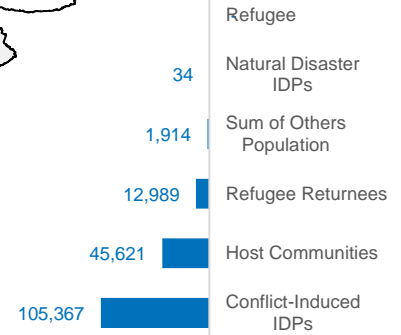 Refugee
34 Natural Disaster
IDPs
1,914 Sum of Others
Population
12,989 Refugee Returnees
45,621 Host Communities
105,367 Conflict-Induced
IDPs